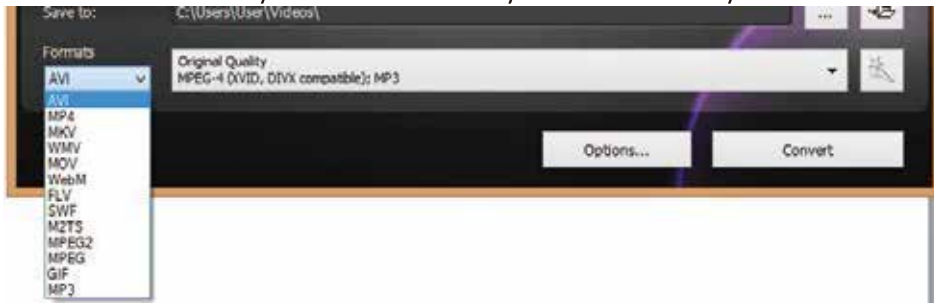 Save to:
C:\Users\User\Videos\
...
Formats
AVI
Original Quality
MPEG-4 (XVID, DIVX compatible); MP3
AVI
MP4
MKV
WMV
MOV
WebM
FLV
SWF
M2TS
MPEG2
MPEG
GIF
MP3
Options...
Convert